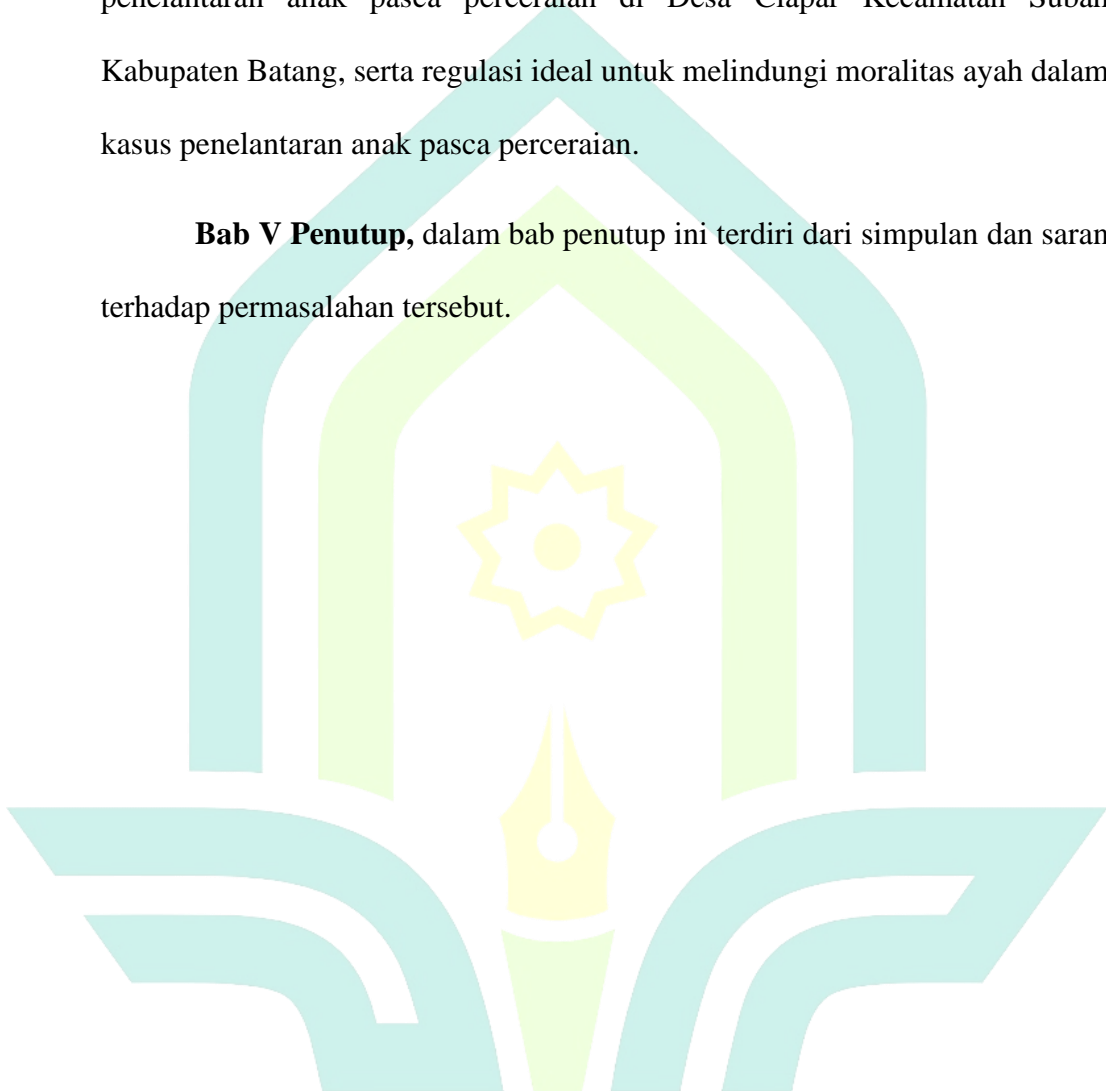 penelantaran anak pasca perceraian di Desa Clapar Kecamatan Subah
Kabupaten Batang, serta regulasi ideal untuk melindungi moralitas ayah dalam
kasus penelantaran anak pasca perceraian.
Bab V Penutup, dalam bab penutup ini terdiri dari simpulan dan saran
terhadap permasalahan tersebut.